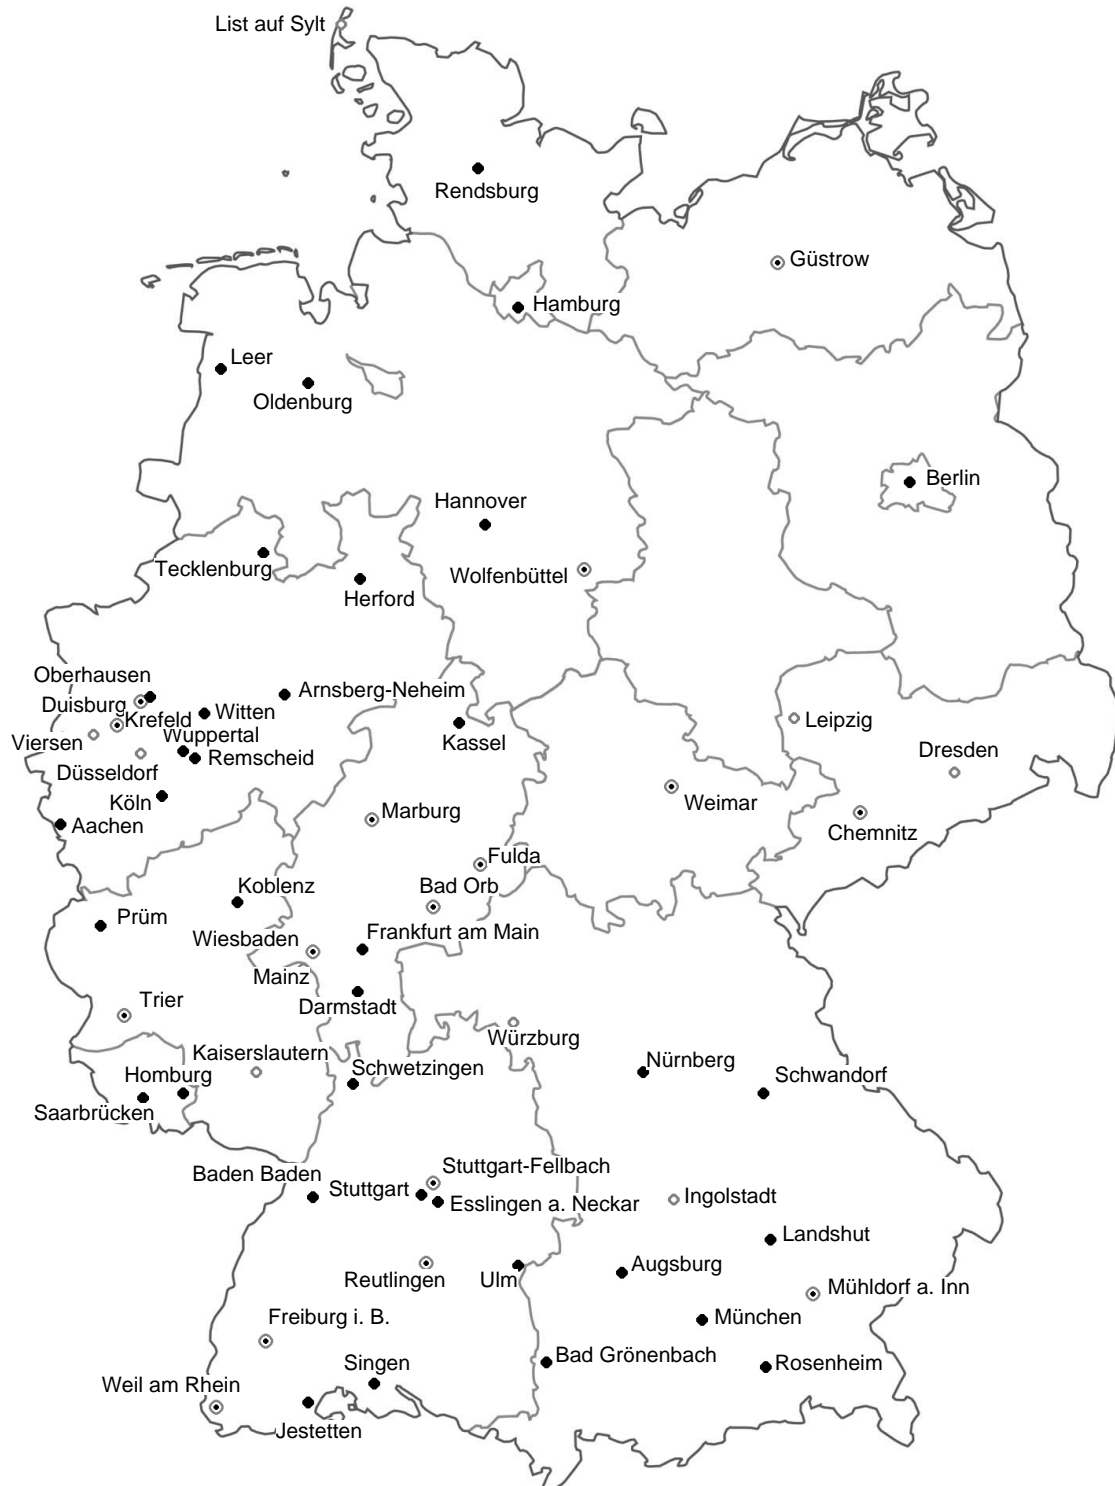 List auf Sylt
Rendsburg
Güstrow
Hamburg
Leer
Oldenburg
Berlin
Hannover
Tecklenburg
Wolfenbüttel
Herford
Oberhausen
Arnsberg-Neheim
Duisburg
Krefeld
Witten
Leipzig
Viersen
Wuppertal
Kassel
Dresden
Remscheid
Düsseldorf
Köln
Weimar
Marburg
Aachen
Chemnitz
Fulda
Koblenz
Bad Orb
Prüm
Wiesbaden
Frankfurt am Main
Mainz
Trier
Darmstadt
Würzburg
Kaiserslautern
Nürnberg
Schwetzingen
Homburg
Schwandorf
Saarbrücken
Stuttgart-Fellbach
Baden Baden
Stuttgart
Esslingen a. Neckar
Ingolstadt
Landshut
Augsburg
Reutlingen
Ulm
Mühldorf a. Inn
Freiburg i. B.
München
Bad Grönenbach
Singen
Rosenheim
Weil am Rhein
Jestetten